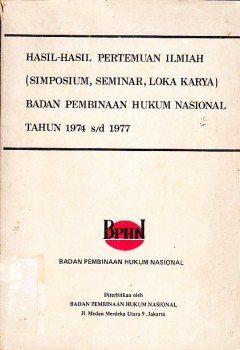 HASIL-HASIL PERTEMUAN ILMIAH
(SIMPOSIUM, SEMINAR, LOKA KARYA)
BADAN PEMBINAAN HUKUM NASIONAL
TAHUN 1974 s/d 1977
BPHN
BADAN PEMBINAAN HUKUM NASIONAL
Diterbitkan oleh
BADAN PEMBINAAN HUKUM NASIONAL
Jl. Medan Merdeka Utara 9, Jakarta